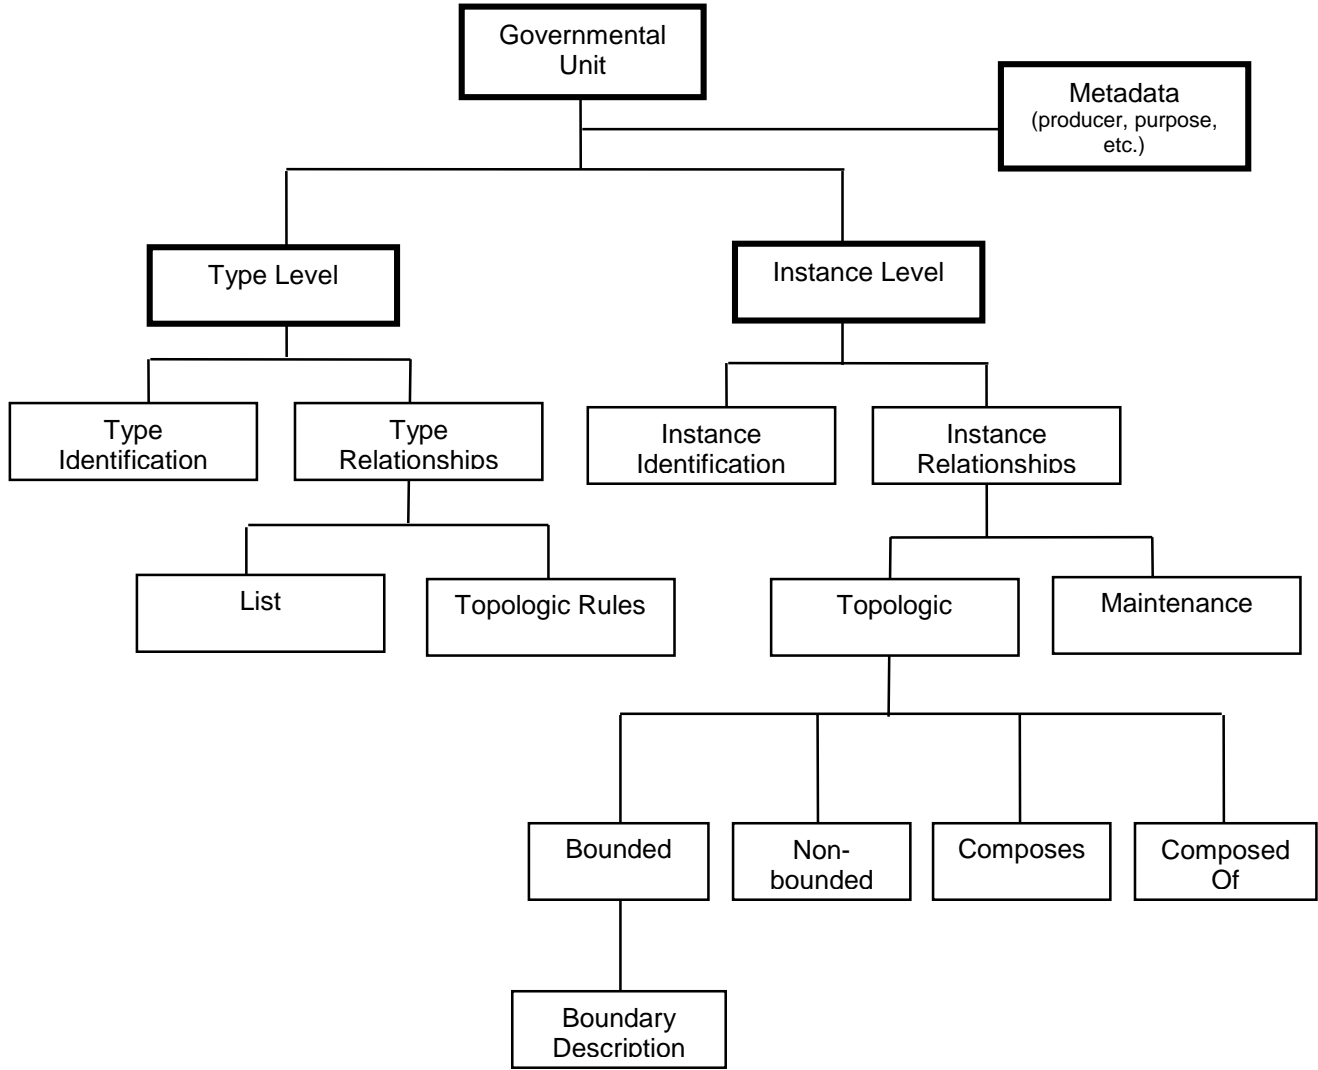 Governmental
Unit
Metadata
(producer, purpose,
etc.)
Type Level
Instance Level
Type
Identification
Type
Relationships
Instance
Identification
Instance
Relationships
List
Topologic Rules
Topologic
Maintenance
Bounded
Non-
bounded
Composes
Composed
Of
Boundary
Description